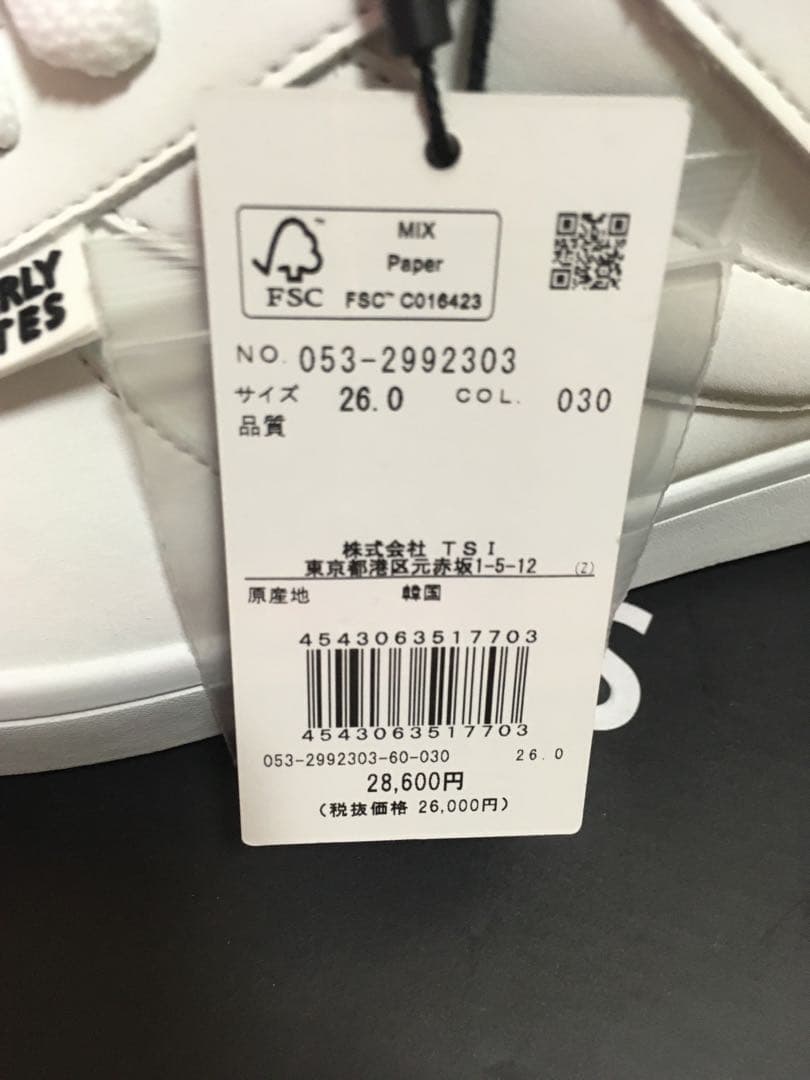 MIX
Paper
FSC™ FSC™ C016423
NO. 053-2992303
サイズ 26.0 COL. 030
品質
株式会社 TSI
東京都港区元赤坂1-5-12 (Z)
原産地 韓国
4543063517703
4543063517703
053-2992303-60-030 26.0
28,600円
(税抜価格 26,000円)
RLY
TES
S